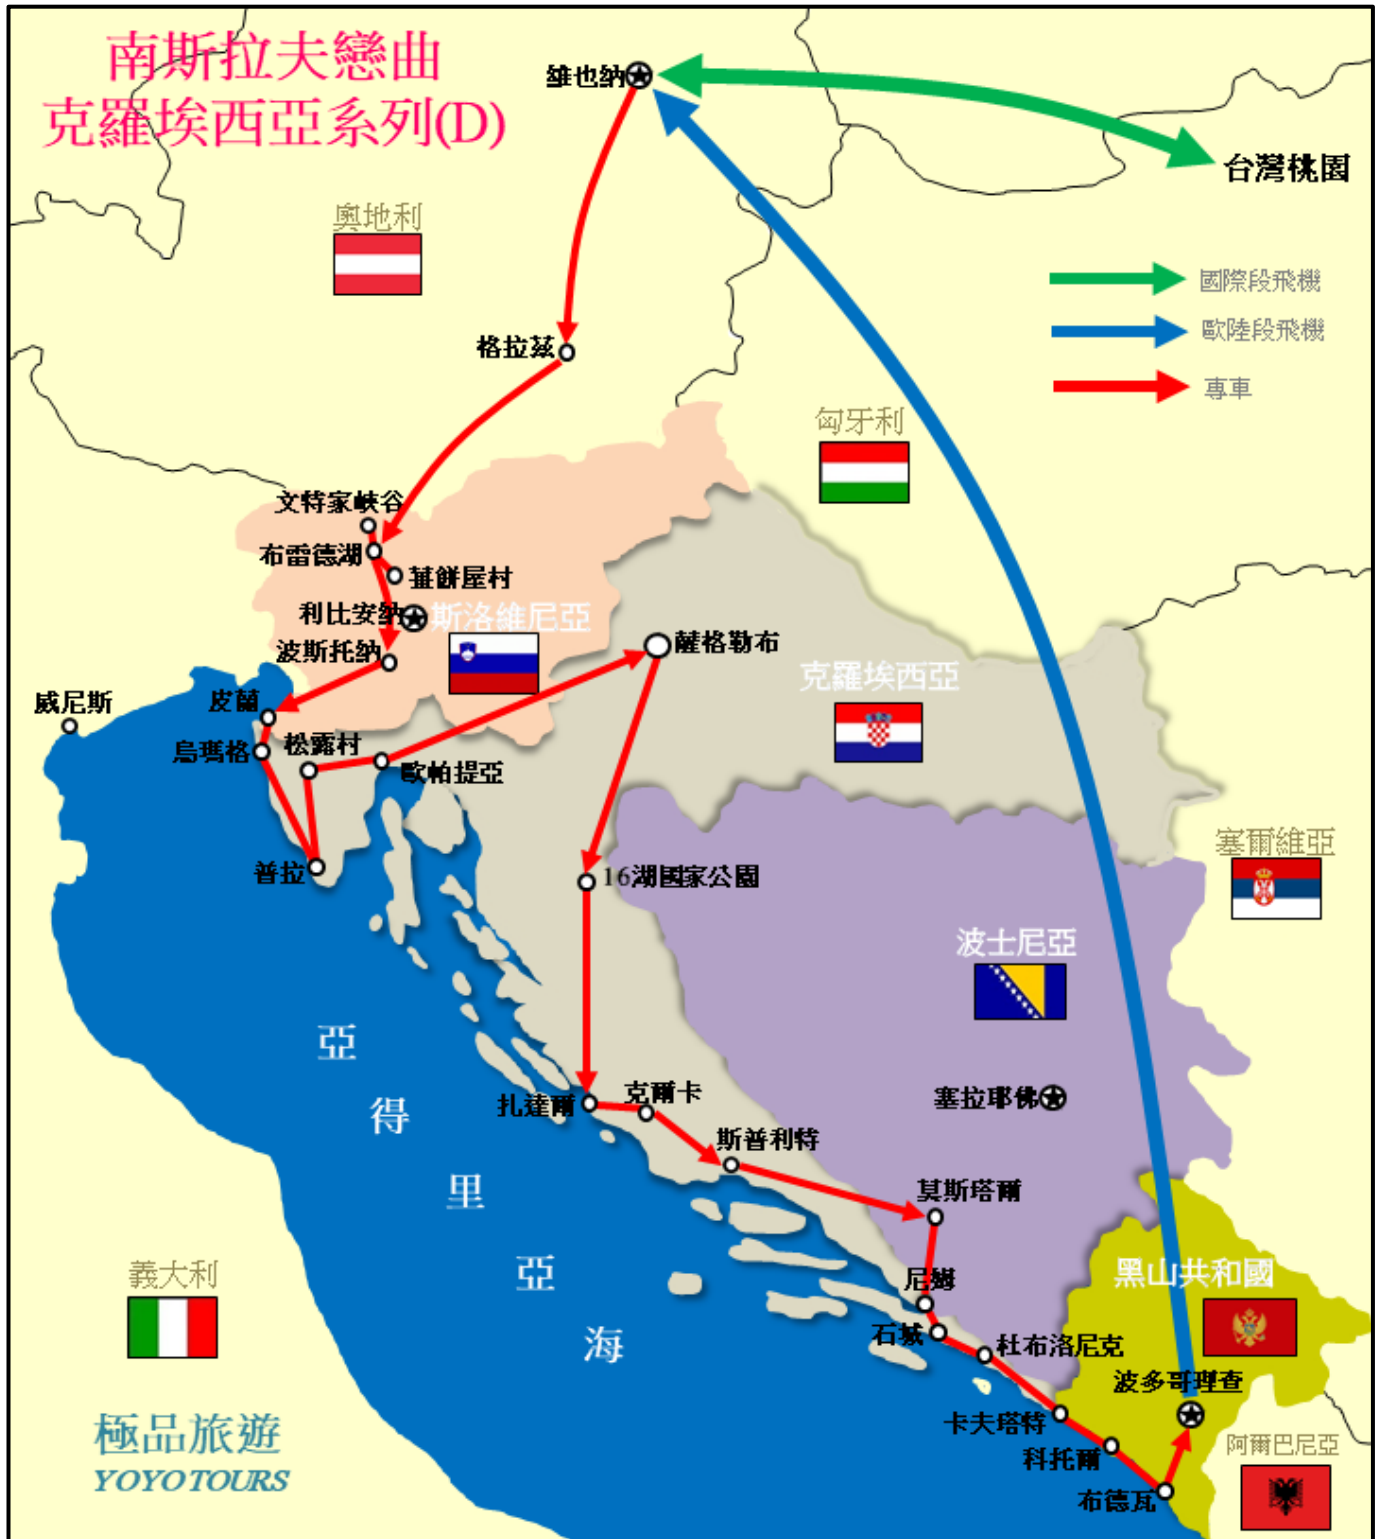 南斯拉夫戀曲
克羅埃西亞系列(D)
維也納
台灣桃園
奧地利
國際段飛機
歐陸段飛機
專車
格拉茲
匈牙利
文特家峽谷
布雷德湖
薑餅屋村
利比安納
斯洛維尼亞
波斯托納
薩格勒布
克羅埃西亞
威尼斯
皮蘭
烏瑪格
松露村
歐帕提亞
普拉
16湖國家公園
塞爾維亞
波士尼亞
亞得里亞海
塞拉耶佛
扎達爾
克爾卡
斯普利特
莫斯塔爾
義大利
黑山共和國
尼姆
石城
杜布洛尼克
波多哥理查
卡夫塔特
科托爾
布德瓦
阿爾巴尼亞
極品旅遊
YOYOTOURS